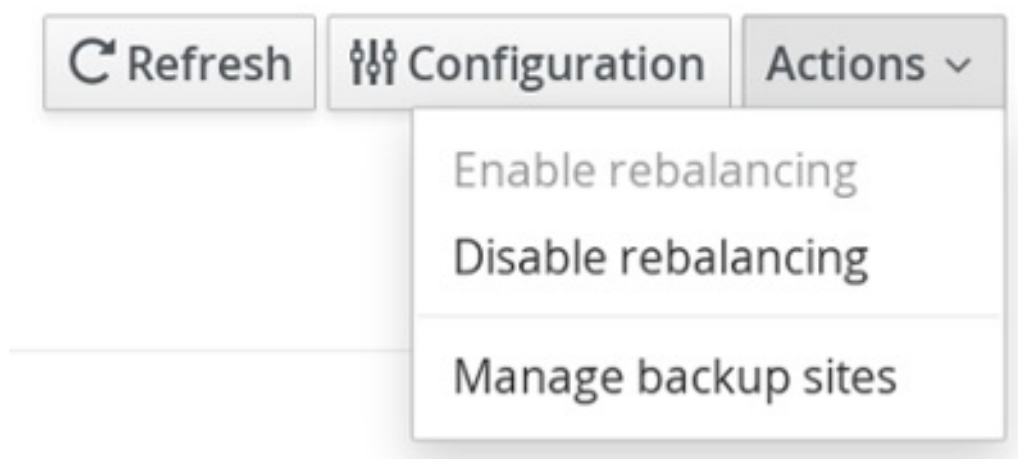 Refresh Configuration Actions
Enable rebalancing
Disable rebalancing
Manage backup sites